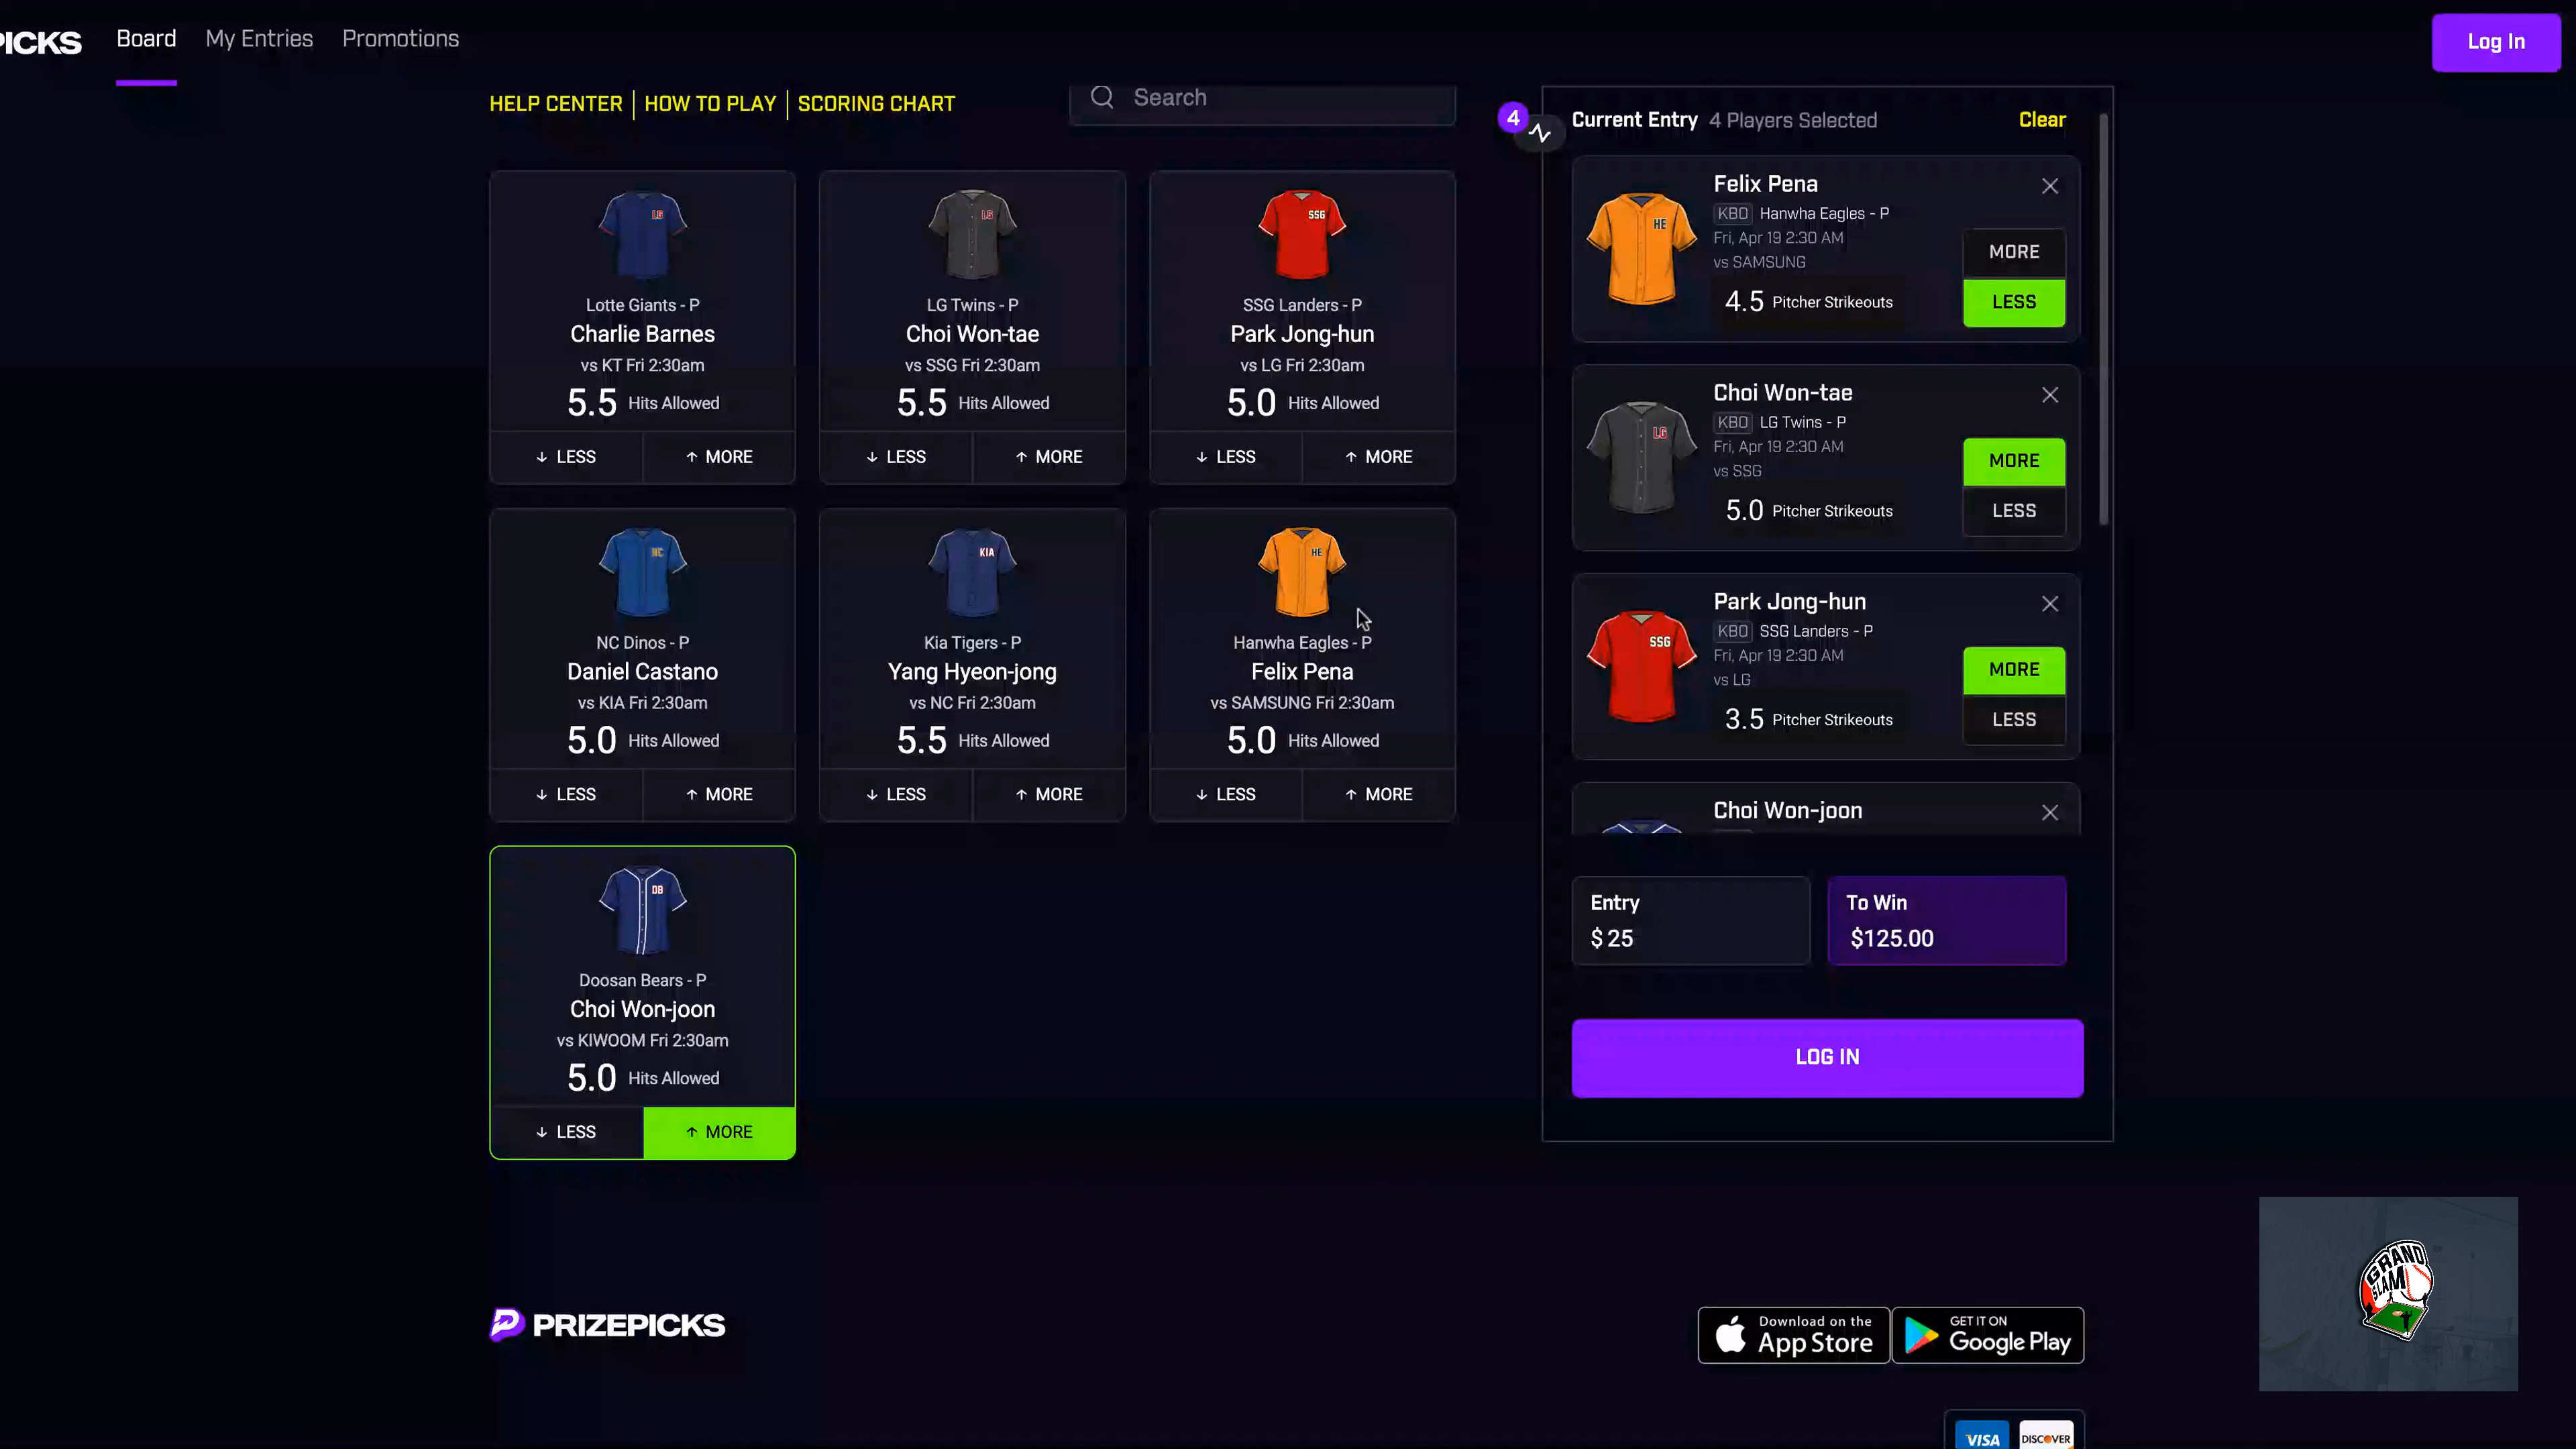 PICKS
Board
My Entries
Promotions
Log In
HELP CENTER
HOW TO PLAY
SCORING CHART
Search
LG
Lotte Giants - P
Charlie Barnes
vs KT Fri 2:30am
5.5 Hits Allowed
↓ LESS
↑ MORE
LG
LG Twins - P
Choi Won-tae
vs SSG Fri 2:30am
5.5 Hits Allowed
↓ LESS
↑ MORE
SSG
SSG Landers - P
Park Jong-hun
vs LG Fri 2:30am
5.0 Hits Allowed
↓ LESS
↑ MORE
NC
NC Dinos - P
Daniel Castano
vs KIA Fri 2:30am
5.0 Hits Allowed
↓ LESS
↑ MORE
KIA
Kia Tigers - P
Yang Hyeon-jong
vs NC Fri 2:30am
5.5 Hits Allowed
↓ LESS
↑ MORE
HE
Hanwha Eagles - P
Felix Pena
vs SAMSUNG Fri 2:30am
5.0 Hits Allowed
↓ LESS
↑ MORE
DB
Doosan Bears - P
Choi Won-joon
vs KIWOOM Fri 2:30am
5.0 Hits Allowed
↓ LESS
↑ MORE
4
Current Entry 4 Players Selected
Clear
HE
Felix Pena
KBO Hanwha Eagles - P
Fri, Apr 19 2:30 AM
vs SAMSUNG
4.5 Pitcher Strikeouts
MORE
LESS
LG
Choi Won-tae
KBO LG Twins - P
Fri, Apr 19 2:30 AM
vs SSG
5.0 Pitcher Strikeouts
MORE
LESS
SSG
Park Jong-hun
KBO SSG Landers - P
Fri, Apr 19 2:30 AM
vs LG
3.5 Pitcher Strikeouts
MORE
LESS
Choi Won-joon
Entry
$ 25
To Win
$125.00
LOG IN
PRIZEPICKS
Download on the
App Store
GET IT ON
Google Play
GRAND
SLAM
VISA
DISCOVER